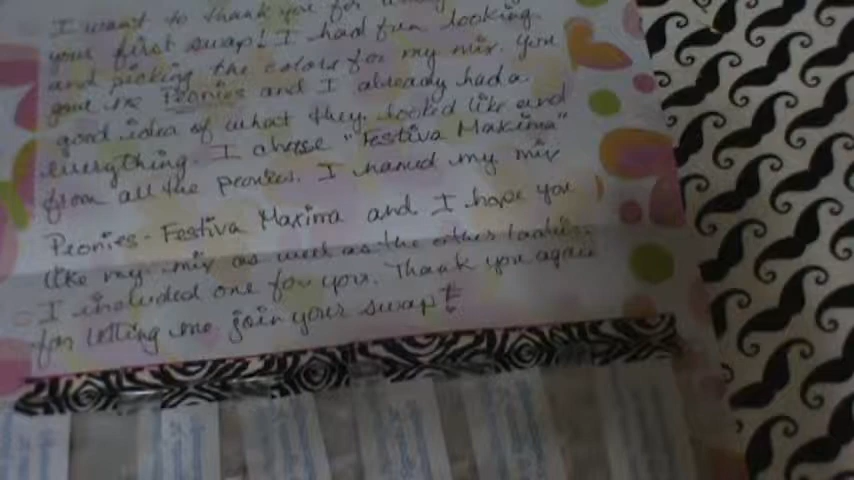 I want to thank you for
your first swap! I had fun looking
and picking the colors for my mix. You
gave me Peonies and I already had a
good idea of what they looked like and
everything. I chose "Festiva Maxima"
from all the peonies. I named my mix
Peonies - Festiva Maxima and I hope you
like my mix as well as the other ladies.
I included one for you. Thank you again
for letting me join your swap!